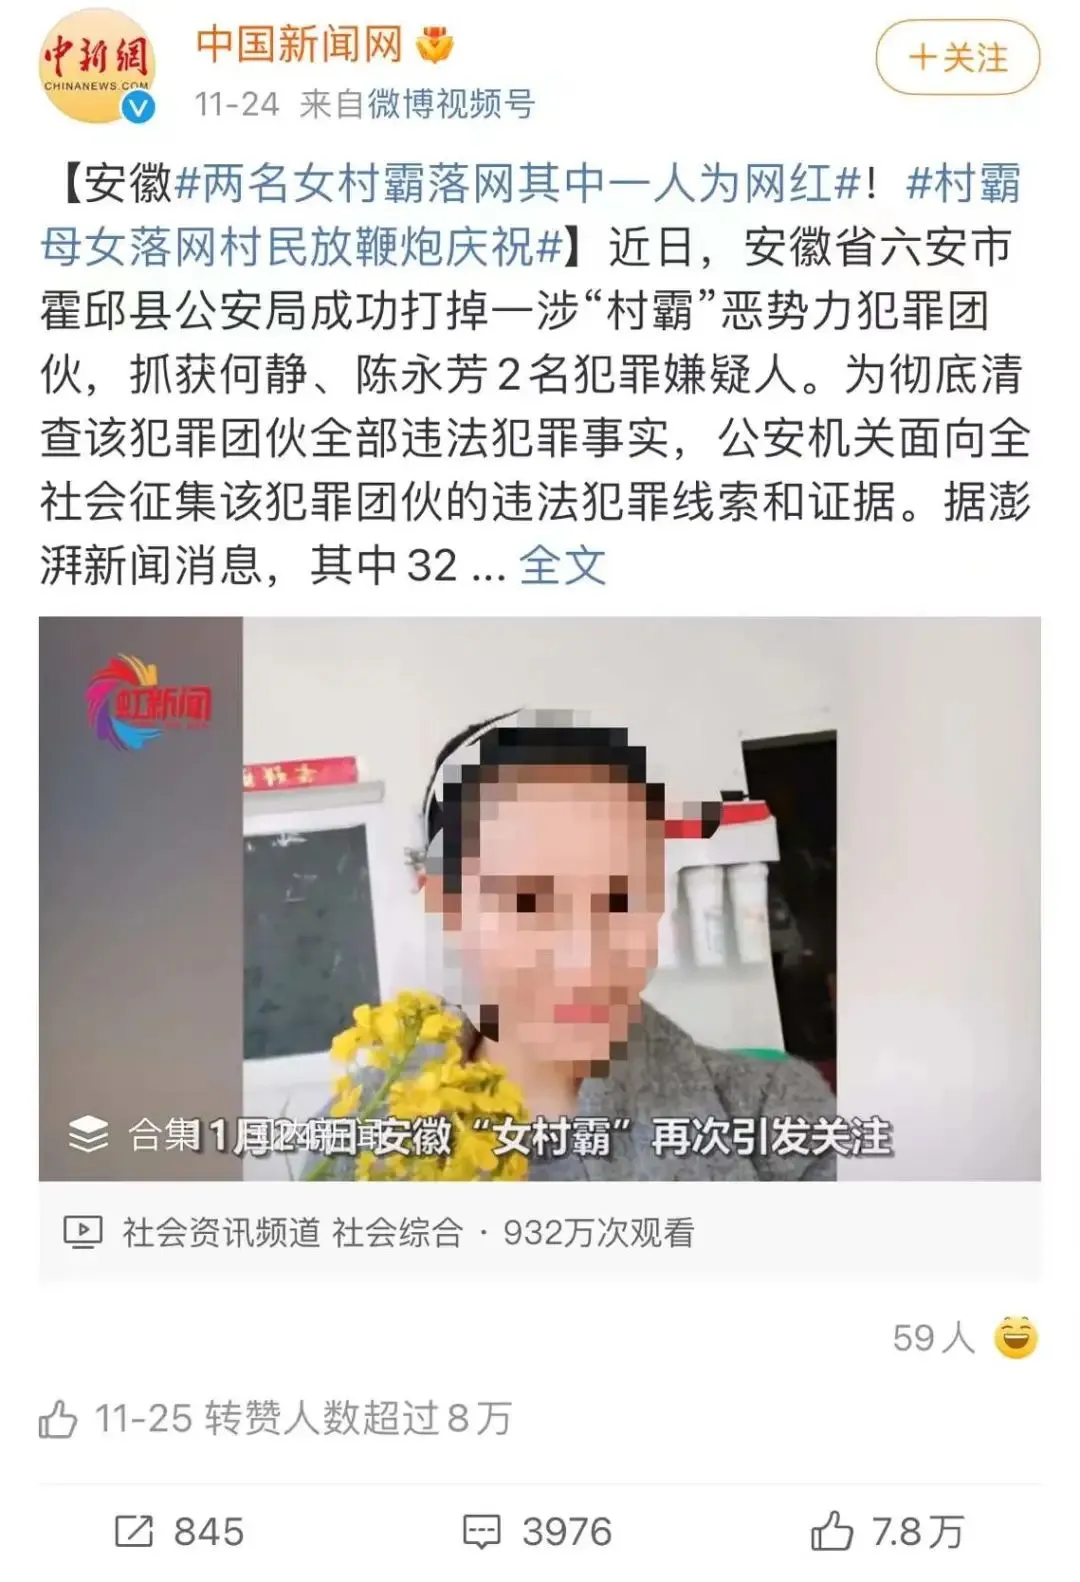 中新網
CHINANEWS.COM
中国新闻网
11-24 来自微博视频号
＋关注
【安徽#两名女村霸落网其中一人为网红#！#村霸
母女落网村民放鞭炮庆祝#】近日，安徽省六安市
霍邱县公安局成功打掉一涉“村霸”恶势力犯罪团
伙，抓获何静、陈永芳2名犯罪嫌疑人。为彻底清
查该犯罪团伙全部违法犯罪事实，公安机关面向全
社会征集该犯罪团伙的违法犯罪线索和证据。据澎
湃新闻消息，其中32 ... 全文
虹新闻
合集 国内新闻
11月24日 安徽“女村霸”再次引发关注
社会资讯频道 社会综合 · 932万次观看
59人
11-25 转赞人数超过8万
845
3976
7.8万